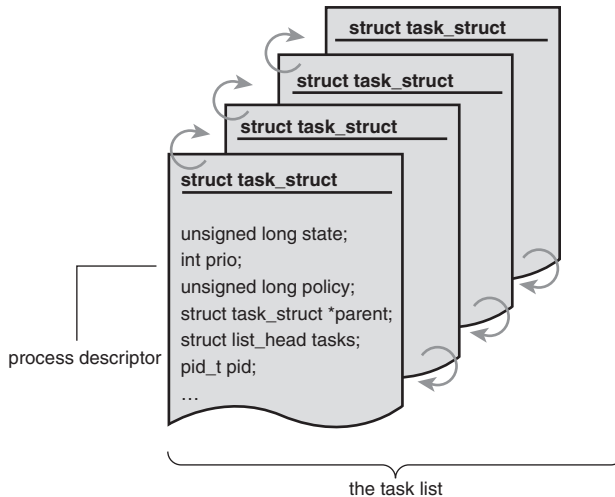 struct task_struct
struct task_struct
struct task_struct
struct task_struct
unsigned long state;
int prio;
unsigned long policy;
struct task_struct *parent;
struct list_head tasks;
pid_t pid;
…
process descriptor
the task list